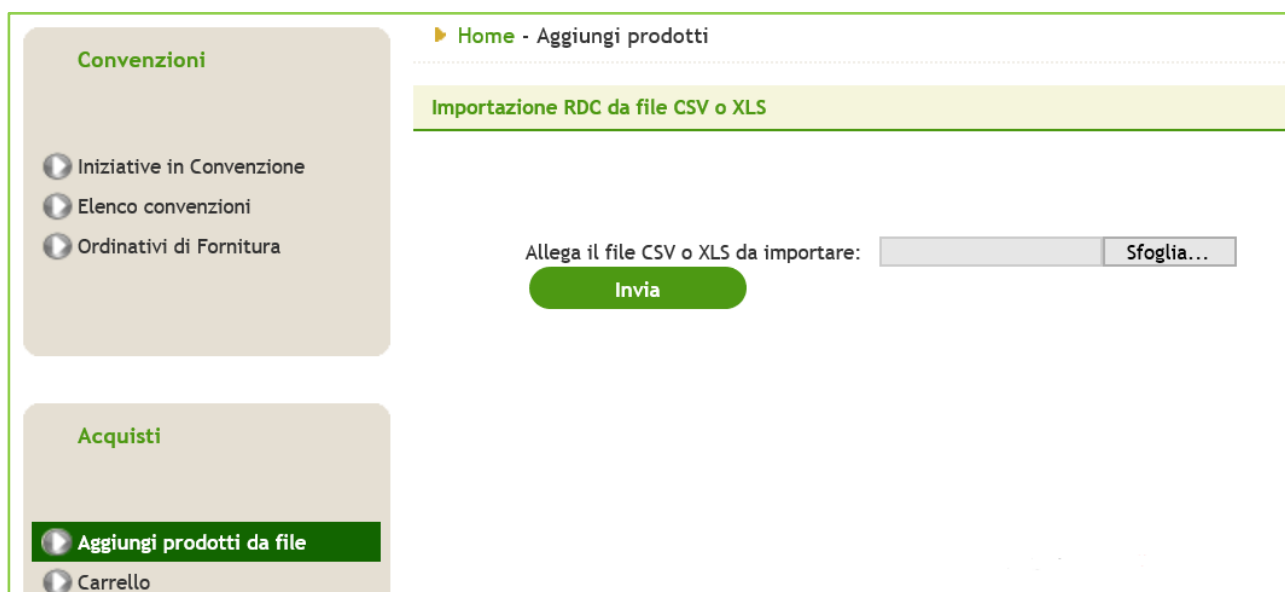 Convenzioni
Iniziative in Convenzione
Elenco convenzioni
Ordinativi di Fornitura
Acquisti
Aggiungi prodotti da file
Carrello
Home - Aggiungi prodotti
Importazione RDC da file CSV o XLS
Allega il file CSV o XLS da importare: Sfoglia...
Invia